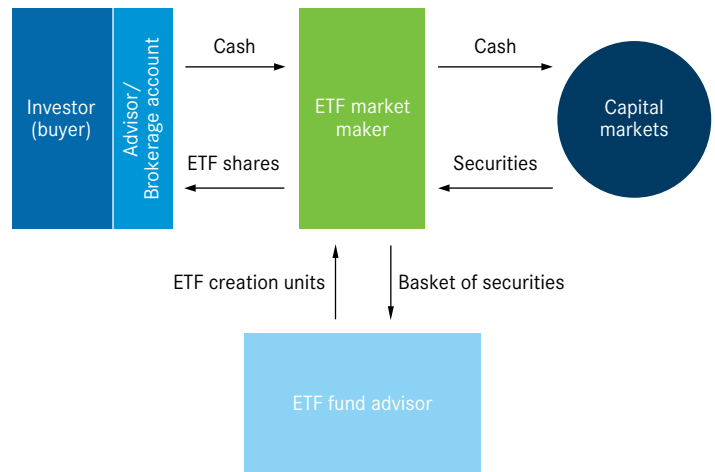 Investor
(buyer)
Advisor/
Brokerage account
Cash
ETF shares
ETF market
maker
Cash
Securities
Capital
markets
ETF creation units
Basket of securities
ETF fund advisor